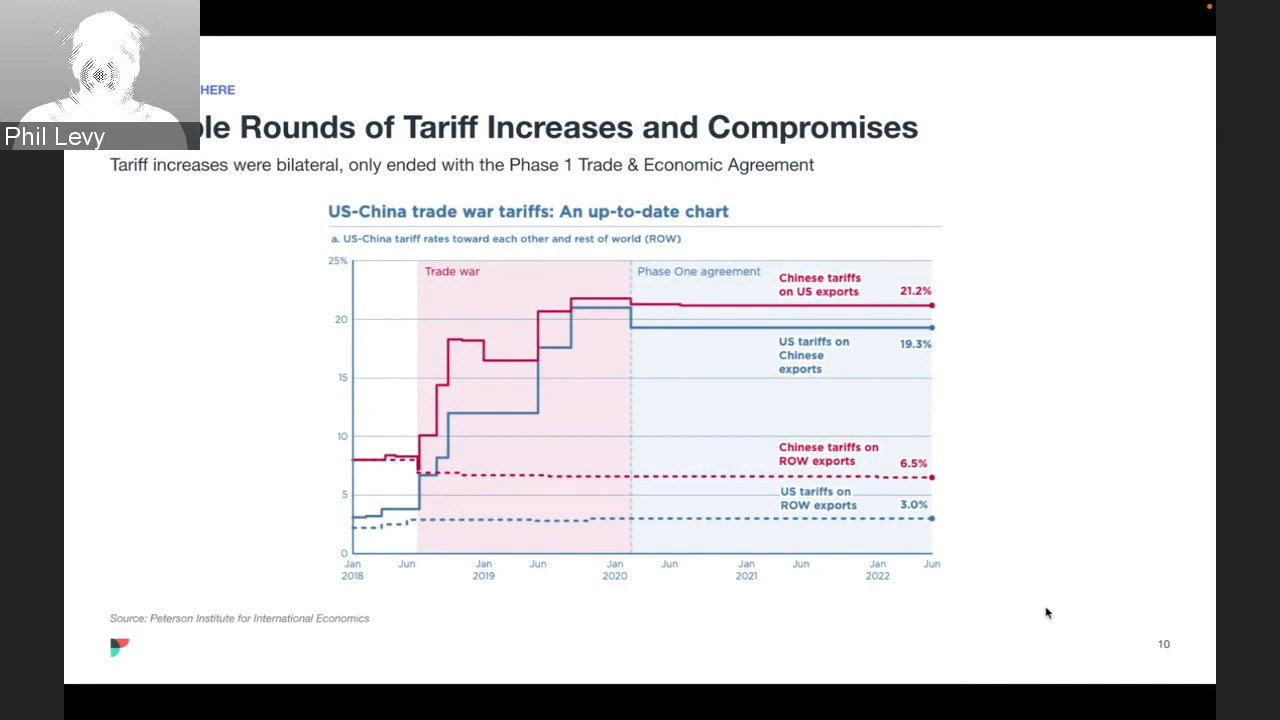 HERE
Phil Levy
ple Rounds of Tariff Increases and Compromises
Tariff increases were bilateral, only ended with the Phase 1 Trade & Economic Agreement
US-China trade war tariffs: An up-to-date chart
a. US-China tariff rates toward each other and rest of world (ROW)
25%
20
15
10
5
0
Trade war
Phase One agreement
Chinese tariffs
on US exports
21.2%
US tariffs on
Chinese
exports
19.3%
Chinese tariffs on
ROW exports
6.5%
US tariffs on
ROW exports
3.0%
Jan
2018
Jun
Jan
2019
Jun
Jan
2020
Jun
Jan
2021
Jun
Jan
2022
Jun
Source: Peterson Institute for International Economics
10